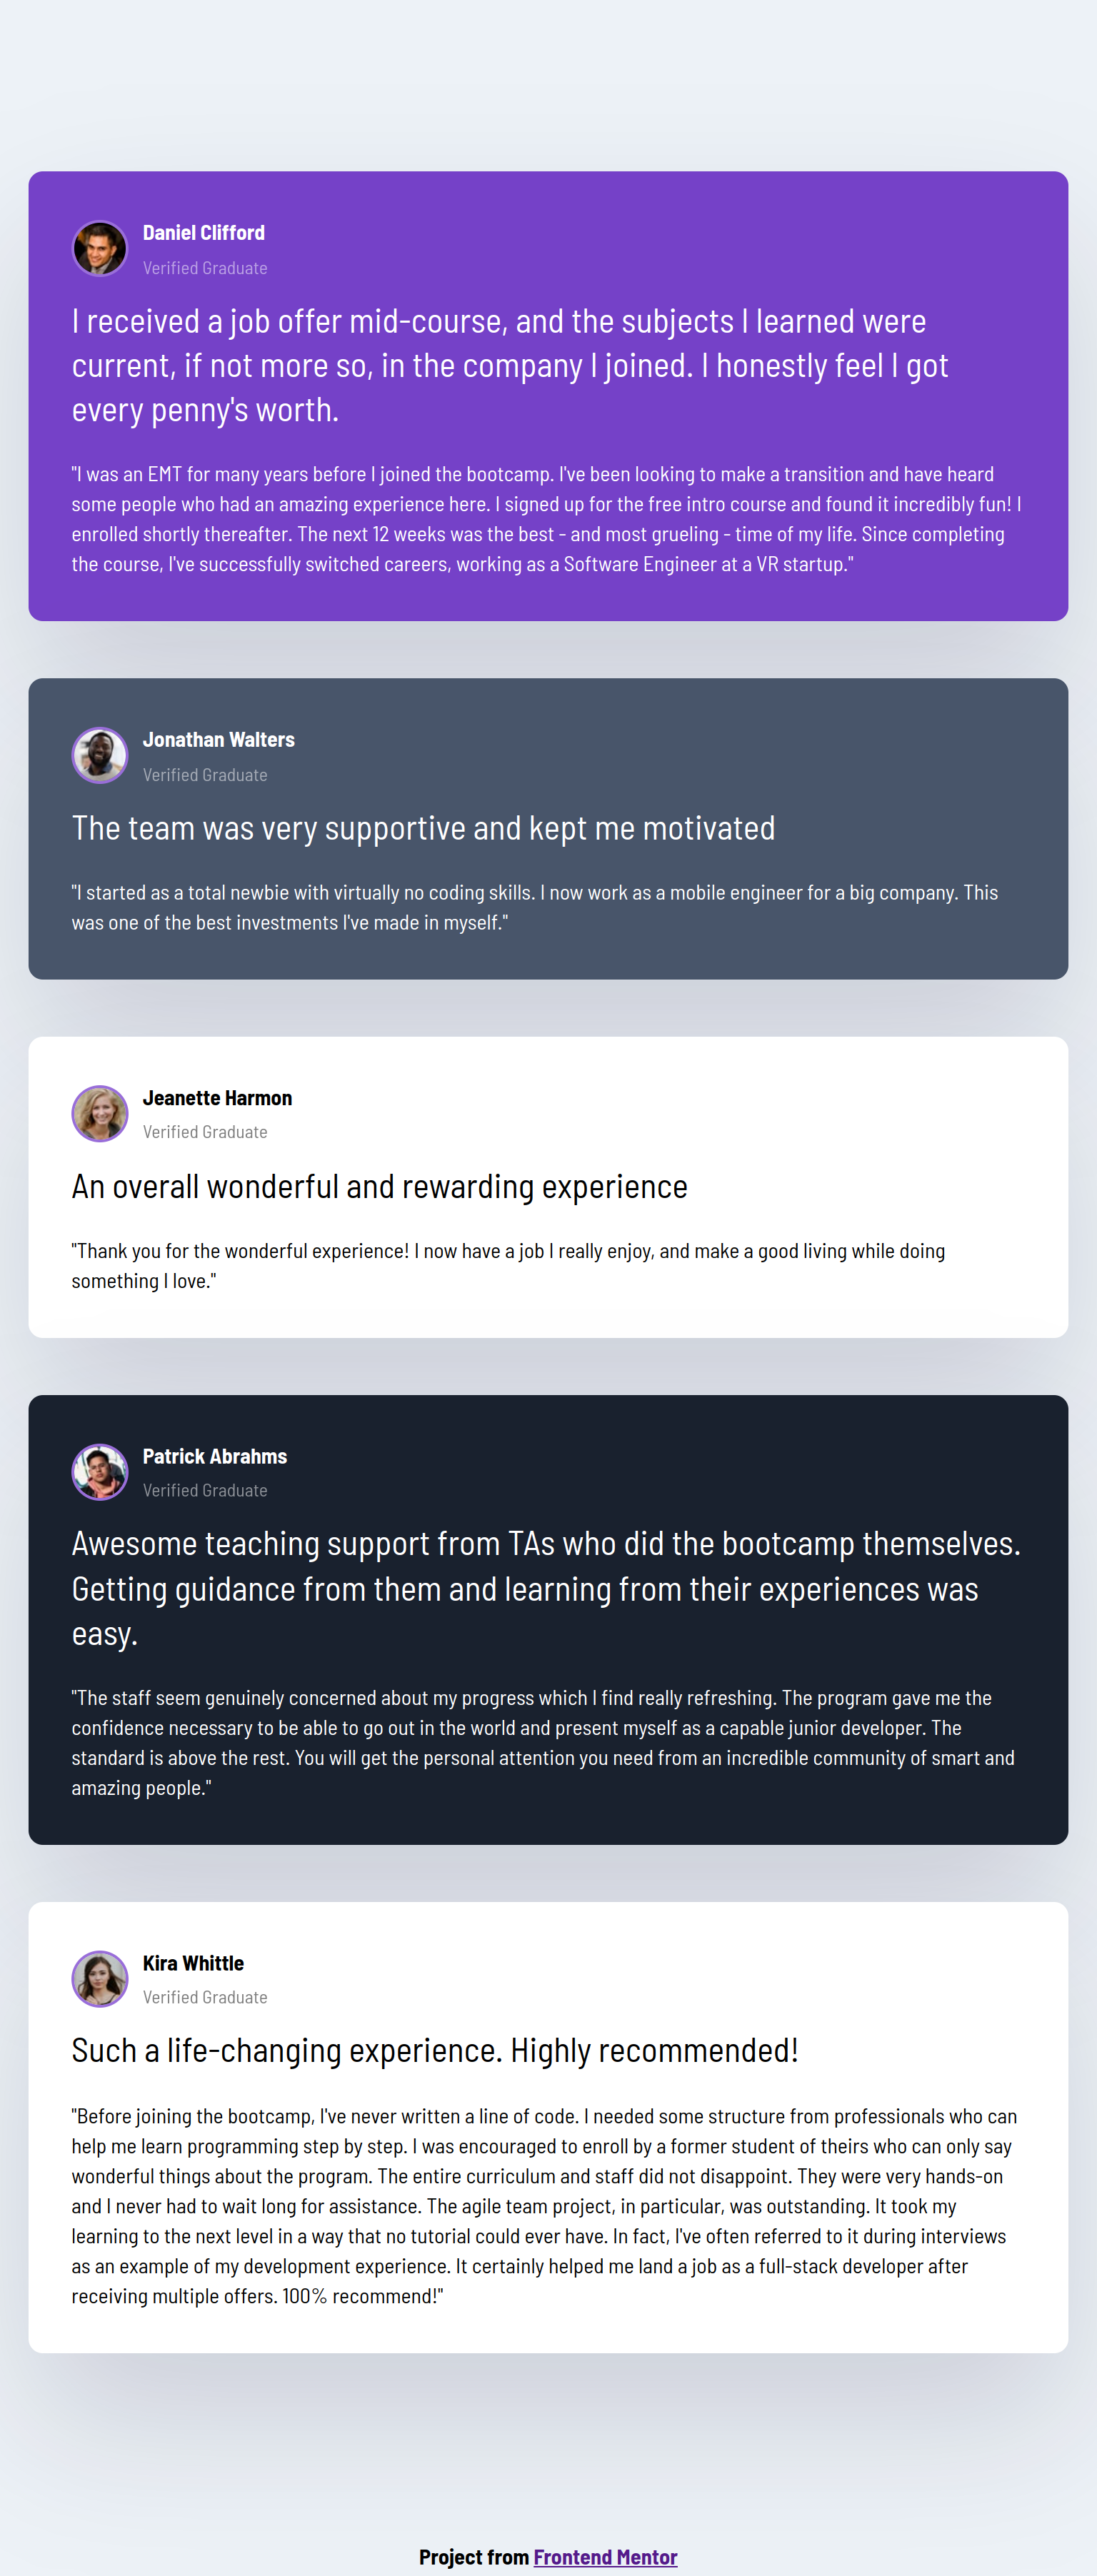 Daniel Clifford
Verified Graduate
I received a job offer mid-course, and the subjects I learned were
current, if not more so, in the company I joined. I honestly feel I got
every penny's worth.
"I was an EMT for many years before I joined the bootcamp. I've been looking to make a transition and have heard
some people who had an amazing experience here. I signed up for the free intro course and found it incredibly fun! I
enrolled shortly thereafter. The next 12 weeks was the best - and most grueling - time of my life. Since completing
the course, I've successfully switched careers, working as a Software Engineer at a VR startup."
Jonathan Walters
Verified Graduate
The team was very supportive and kept me motivated
"I started as a total newbie with virtually no coding skills. I now work as a mobile engineer for a big company. This
was one of the best investments I've made in myself."
Jeanette Harmon
Verified Graduate
An overall wonderful and rewarding experience
"Thank you for the wonderful experience! I now have a job I really enjoy, and make a good living while doing
something I love."
Patrick Abrahms
Verified Graduate
Awesome teaching support from TAs who did the bootcamp themselves.
Getting guidance from them and learning from their experiences was
easy.
"The staff seem genuinely concerned about my progress which I find really refreshing. The program gave me the
confidence necessary to be able to go out in the world and present myself as a capable junior developer. The
standard is above the rest. You will get the personal attention you need from an incredible community of smart and
amazing people."
Kira Whittle
Verified Graduate
Such a life-changing experience. Highly recommended!
"Before joining the bootcamp, I've never written a line of code. I needed some structure from professionals who can
help me learn programming step by step. I was encouraged to enroll by a former student of theirs who can only say
wonderful things about the program. The entire curriculum and staff did not disappoint. They were very hands-on
and I never had to wait long for assistance. The agile team project, in particular, was outstanding. It took my
learning to the next level in a way that no tutorial could ever have. In fact, I've often referred to it during interviews
as an example of my development experience. It certainly helped me land a job as a full-stack developer after
receiving multiple offers. 100% recommend!"
Project from Frontend Mentor